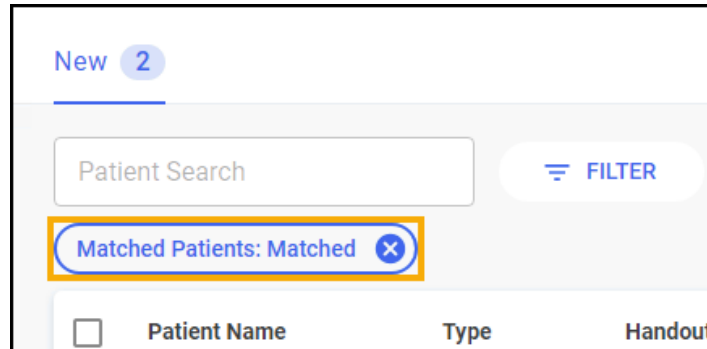 New 2
Patient Search
FILTER
Matched Patients: Matched
Patient Name Type Handout